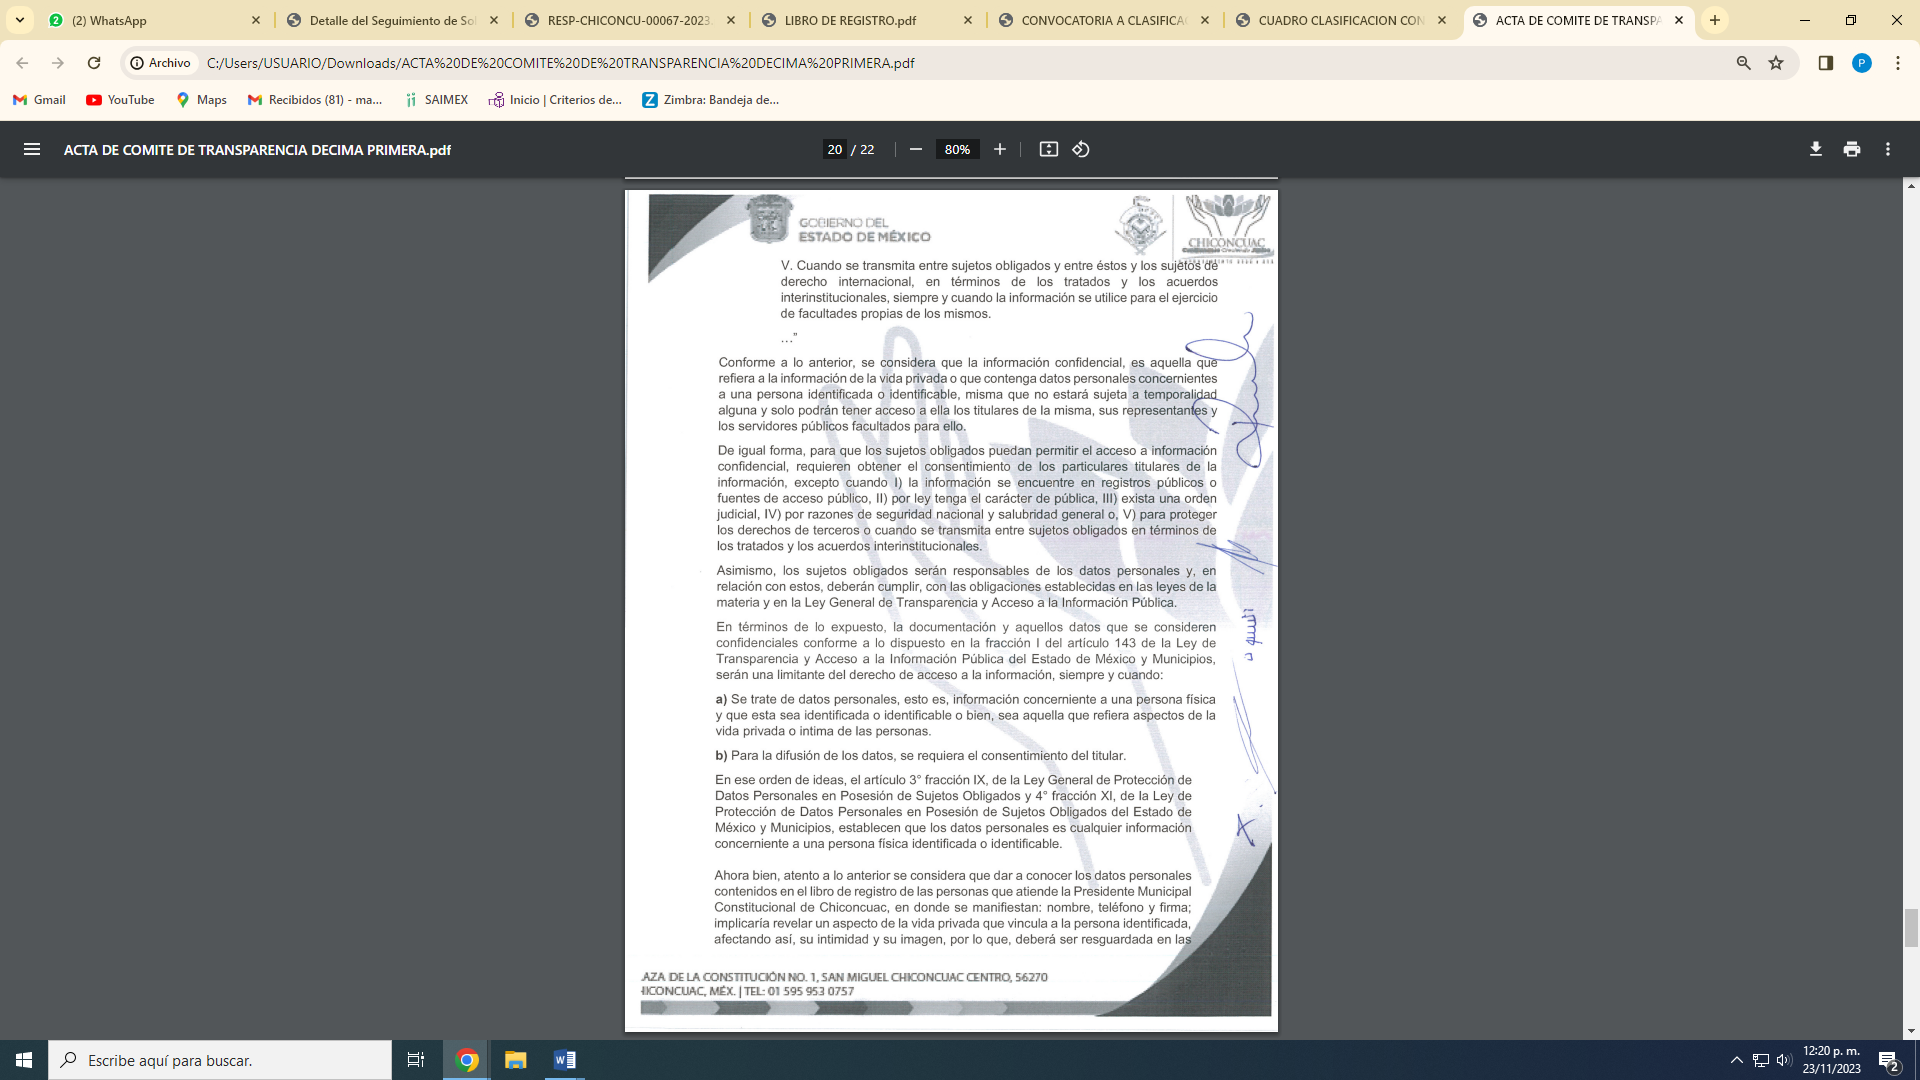 (2) WhatsApp
Detalle del Seguimiento de Sol
RESP-CHICONCU-00067-2023.
LIBRO DE REGISTRO.pdf
CONVOCATORIA A CLASIFICA
CUADRO CLASIFICACION CON
ACTA DE COMITE DE TRANSPA
Archivo
C:/Users/USUARIO/Downloads/ACTA%20DE%20COMITE%20DE%20TRANSPARENCIA%20DECIMA%20PRIMERA.pdf
P
Gmail
YouTube
Maps
Recibidos (81) - ma...
SAIMEX
Inicio | Criterios de...
Zimbra: Bandeja de...
ACTA DE COMITE DE TRANSPARENCIA DECIMA PRIMERA.pdf
20 / 22
80%
GOBIERNO DEL
ESTADO DE MÉXICO
CHICONCUAC
V. Cuando se transmita entre sujetos obligados y entre éstos y los sujetos de
derecho internacional, en términos de los tratados y los acuerdos
interinstitucionales, siempre y cuando la información se utilice para el ejercicio
de facultades propias de los mismos.
…”
Conforme a lo anterior, se considera que la información confidencial, es aquella que
refiera a la información de la vida privada o que contenga datos personales concernientes
a una persona identificada o identificable, misma que no estará sujeta a temporalidad
alguna y solo podrán tener acceso a ella los titulares de la misma, sus representantes y
los servidores públicos facultados para ello.
De igual forma, para que los sujetos obligados puedan permitir el acceso a información
confidencial, requieren obtener el consentimiento de los particulares titulares de la
información, excepto cuando I) la información se encuentre en registros públicos o
fuentes de acceso público, II) por ley tenga el carácter de pública, III) exista una orden
judicial, IV) por razones de seguridad nacional y salubridad general o, V) para proteger
los derechos de terceros o cuando se transmita entre sujetos obligados en términos de
los tratados y los acuerdos interinstitucionales.
Asimismo, los sujetos obligados serán responsables de los datos personales y, en
relación con estos, deberán cumplir, con las obligaciones establecidas en las leyes de la
materia y en la Ley General de Transparencia y Acceso a la Información Pública.
En términos de lo expuesto, la documentación y aquellos datos que se consideren
confidenciales conforme a lo dispuesto en la fracción I del artículo 143 de la Ley de
Transparencia y Acceso a la Información Pública del Estado de México y Municipios,
serán una limitante del derecho de acceso a la información, siempre y cuando:
a) Se trate de datos personales, esto es, información concerniente a una persona física
y que esta sea identificada o identificable o bien, sea aquella que refiera aspectos de la
vida privada o intima de las personas.
b) Para la difusión de los datos, se requiera el consentimiento del titular.
En ese orden de ideas, el artículo 3° fracción IX, de la Ley General de Protección de
Datos Personales en Posesión de Sujetos Obligados y 4° fracción XI, de la Ley de
Protección de Datos Personales en Posesión de Sujetos Obligados del Estado de
México y Municipios, establecen que los datos personales es cualquier información
concerniente a una persona física identificada o identificable.
Ahora bien, atento a lo anterior se considera que dar a conocer los datos personales
contenidos en el libro de registro de las personas que atiende la Presidente Municipal
Constitucional de Chiconcuac, en donde se manifiestan: nombre, teléfono y firma;
implicaría revelar un aspecto de la vida privada que vincula a la persona identificada,
afectando así, su intimidad y su imagen, por lo que, deberá ser resguardada en las
AZA DE LA CONSTITUCIÓN NO. 1, SAN MIGUEL CHICONCUAC CENTRO, 56270
HICONCUAC, MÉX. | TEL: 01 595 953 0757
Escribe aquí para buscar.
12:20 p. m.
23/11/2023
2